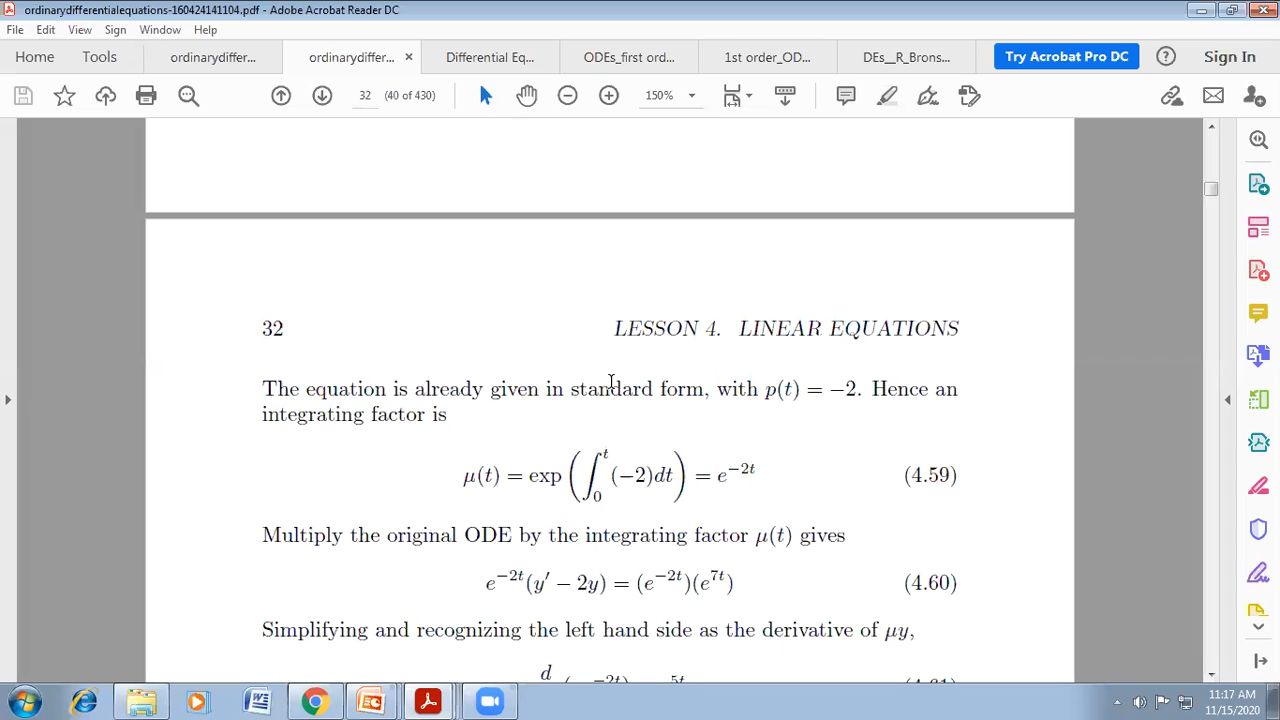 ordinarydifferentialequations-160424141104.pdf - Adobe Acrobat Reader DC
File Edit View Sign Window Help
Home Tools ordinarydiffer... ordinarydiffer... × Differential Eq... ODEs_first ord... 1st order_OD... DEs__R_Brons... Try Acrobat Pro DC Sign In
32 (40 of 430) 150%
32 LESSON 4. LINEAR EQUATIONS
The equation is already given in standard form, with p(t) = −2. Hence an
integrating factor is
μ(t) = exp (∫₀ᵗ (−2)dt) = e⁻²ᵗ (4.59)
Multiply the original ODE by the integrating factor μ(t) gives
e⁻²ᵗ(y′ − 2y) = (e⁻²ᵗ)(e⁷ᵗ) (4.60)
Simplifying and recognizing the left hand side as the derivative of μy,
11:17 AM
11/15/2020